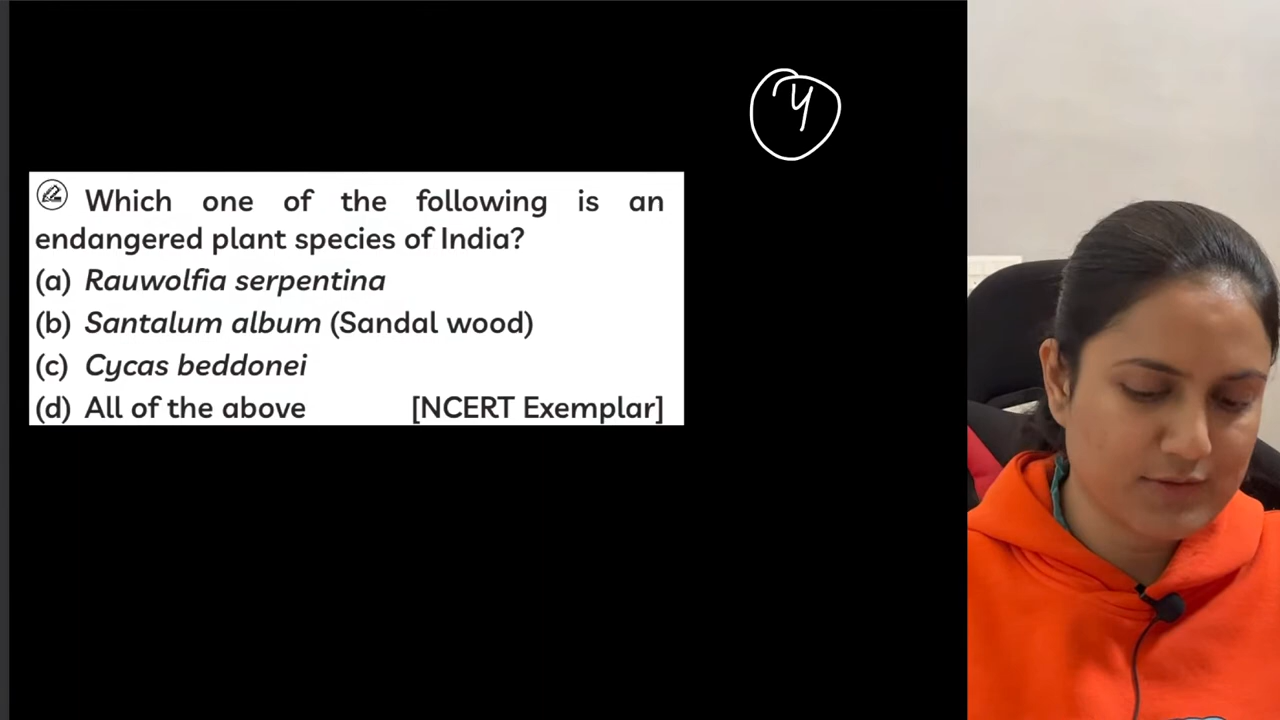 4
Which one of the following is an
endangered plant species of India?
(a) Rauwolfia serpentina
(b) Santalum album (Sandal wood)
(c) Cycas beddonei
(d) All of the above [NCERT Exemplar]